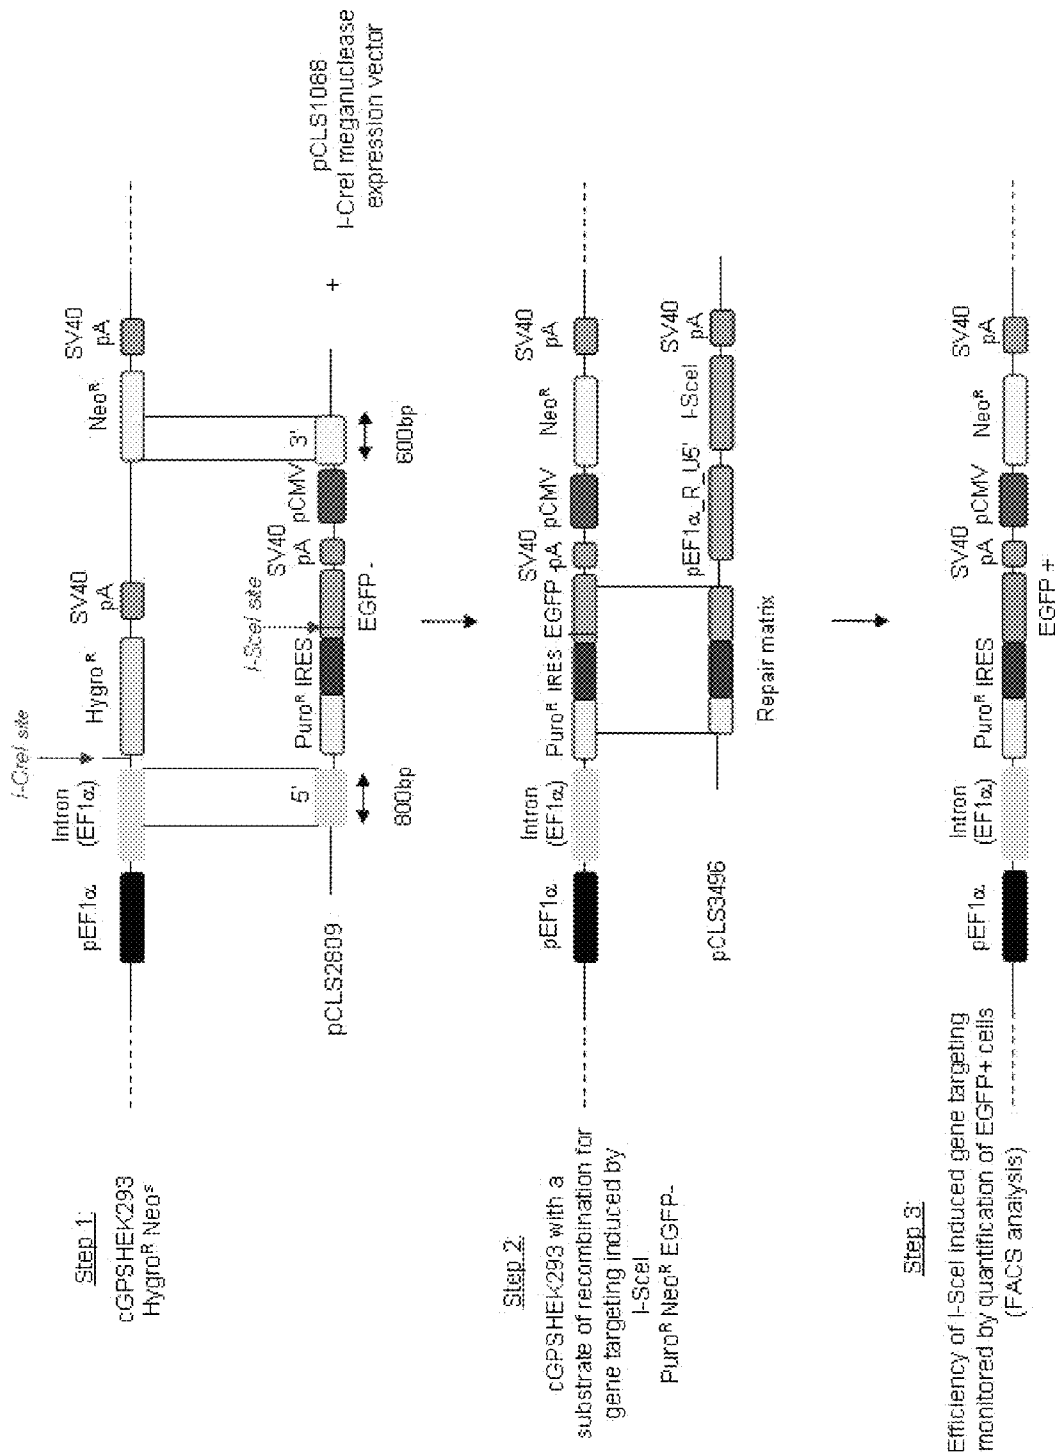 Step 1:
cGPSHEK293
Hygroᴿ Neoˢ
pEF1α
Intron
(EF1α)
I-CreI site
Hygroᴿ
SV40
pA
Neoᴿ
SV40
pA
pCLS2809
5'
800bp
Puroᴿ IRES
I-SceI site
EGFP -
SV40
pA
pCMV
3'
600bp
+
pCLS1088
I-CreI meganuclease
expression vector
Step 2:
cGPSHEK293 with a
substrate of recombination for
gene targeting induced by
I-SceI
Puroᴿ Neoᴿ EGFP-
pEF1α
Intron
(EF1α)
Puroᴿ IRES EGFP -
SV40
pA
pCMV
Neoᴿ
SV40
pA
pCLS3496
Repair matrix
pEF1α_R_U5'
I-SceI
SV40
pA
Step 3:
Efficiency of I-SceI induced gene targeting
monitored by quantification of EGFP+ cells
(FACS analysis)
pEF1α
Intron
(EF1α)
Puroᴿ IRES
SV40
pA
pCMV
Neoᴿ
SV40
pA
EGFP +